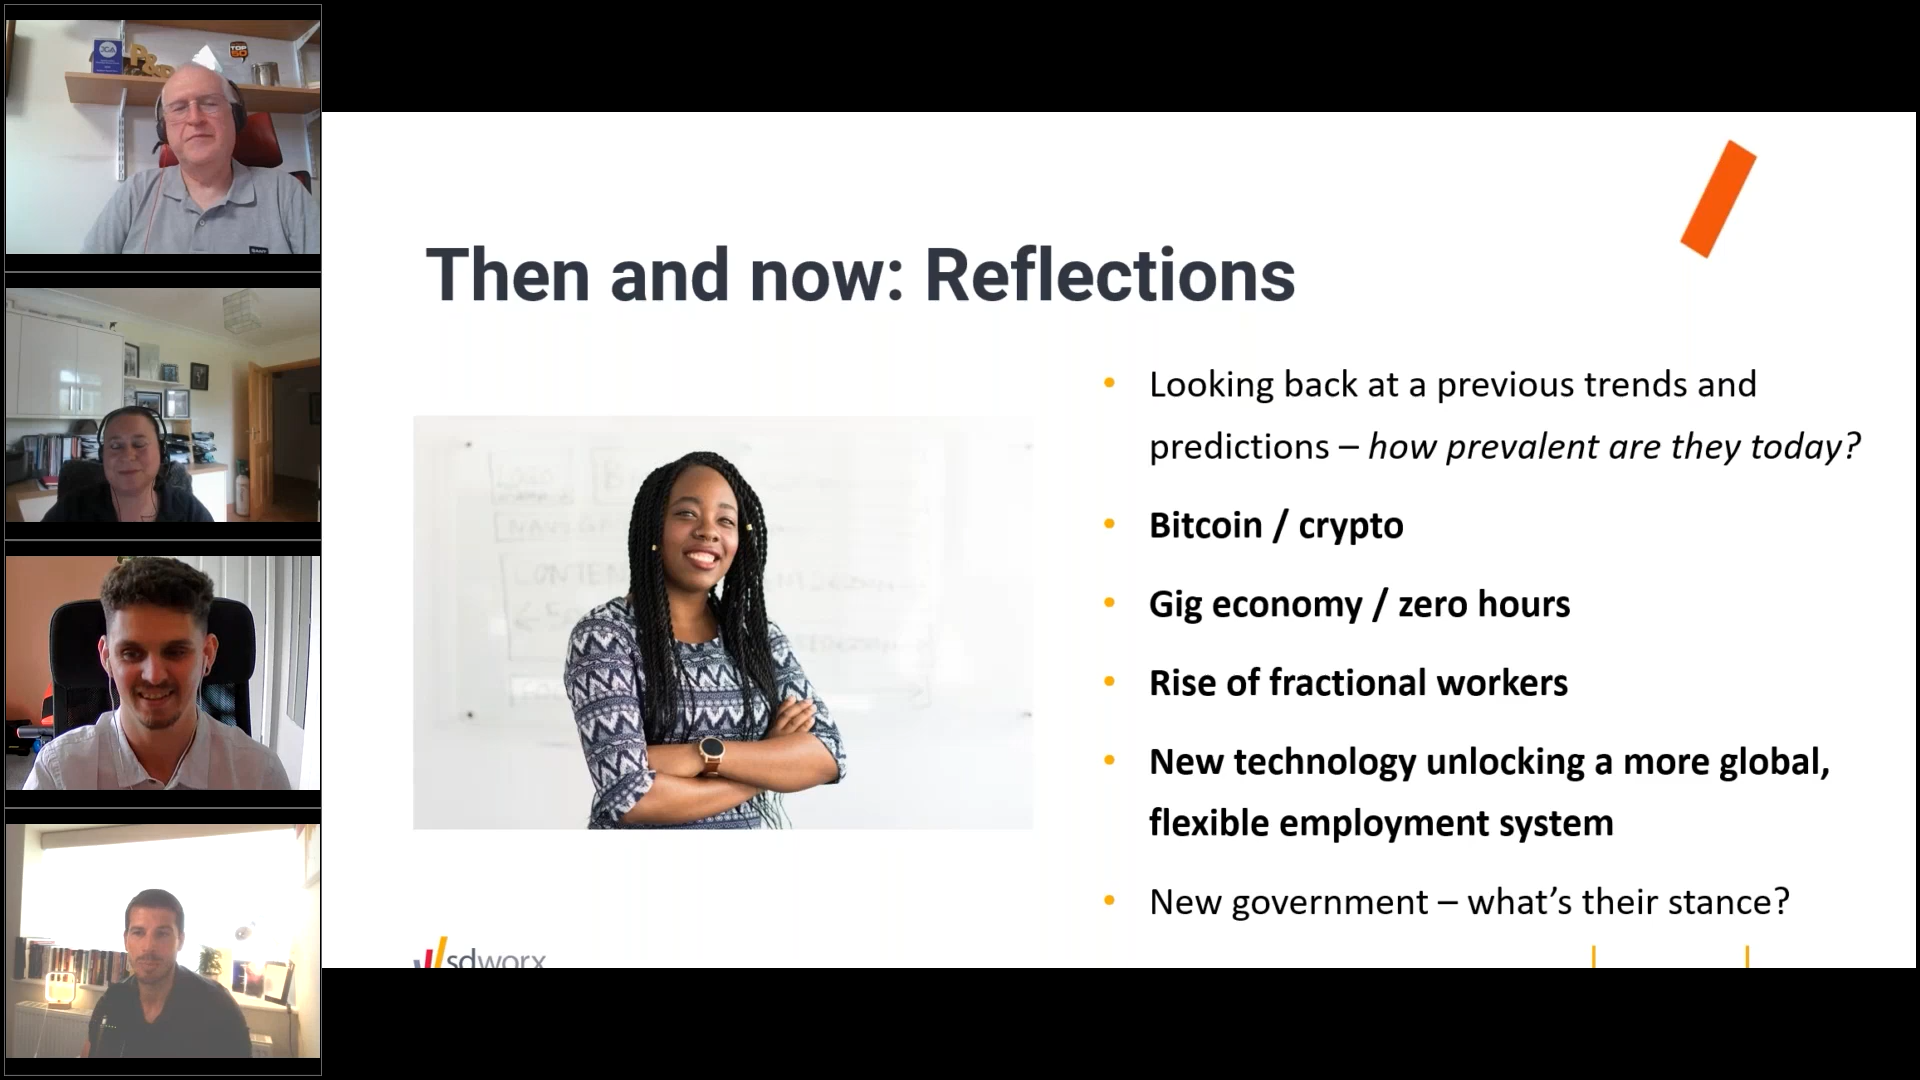 TOP
50
Then and now: Reflections
• Looking back at a previous trends and
predictions – how prevalent are they today?
• Bitcoin / crypto
• Gig economy / zero hours
• Rise of fractional workers
• New technology unlocking a more global,
flexible employment system
• New government – what's their stance?
sdworx